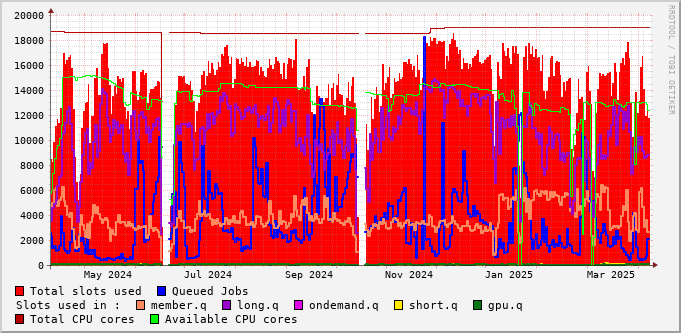 20000
18000
16000
14000
12000
10000
8000
6000
4000
2000
0
May 2024 Jul 2024 Sep 2024 Nov 2024 Jan 2025 Mar 2025
RRDTOOL / TOBI OETIKER
Total slots used Queued Jobs
Slots used in : member.q long.q ondemand.q short.q gpu.q
Total CPU cores Available CPU cores